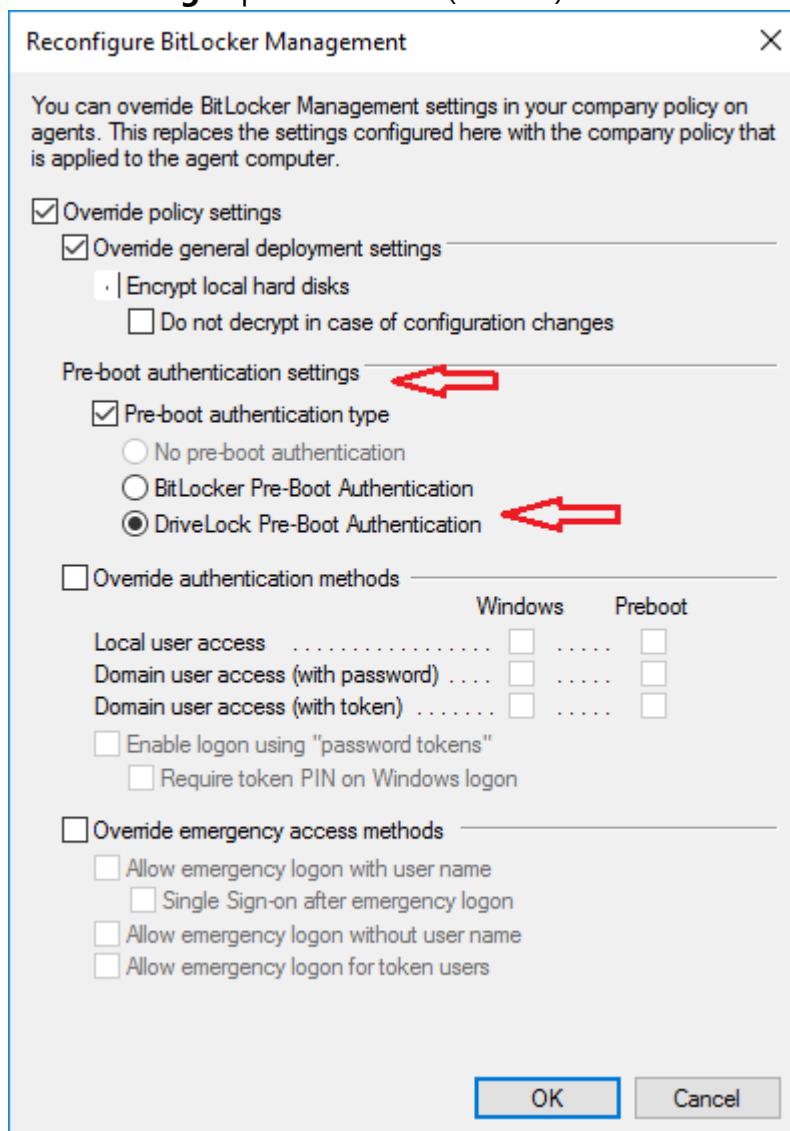 Reconfigure BitLocker Management
You can override BitLocker Management settings in your company policy on
agents. This replaces the settings configured here with the company policy that
is applied to the agent computer.
Override policy settings
Override general deployment settings
Encrypt local hard disks
Do not decrypt in case of configuration changes
Pre-boot authentication settings
Pre-boot authentication type
No pre-boot authentication
BitLocker Pre-Boot Authentication
DriveLock Pre-Boot Authentication
Override authentication methods
Windows Preboot
Local user access . . . . . . . . . . . . . . . . . . . . . .
Domain user access (with password) . . . . . . . . .
Domain user access (with token) . . . . . . . . . . . .
Enable logon using "password tokens"
Require token PIN on Windows logon
Override emergency access methods
Allow emergency logon with user name
Single Sign-on after emergency logon
Allow emergency logon without user name
Allow emergency logon for token users
OK Cancel